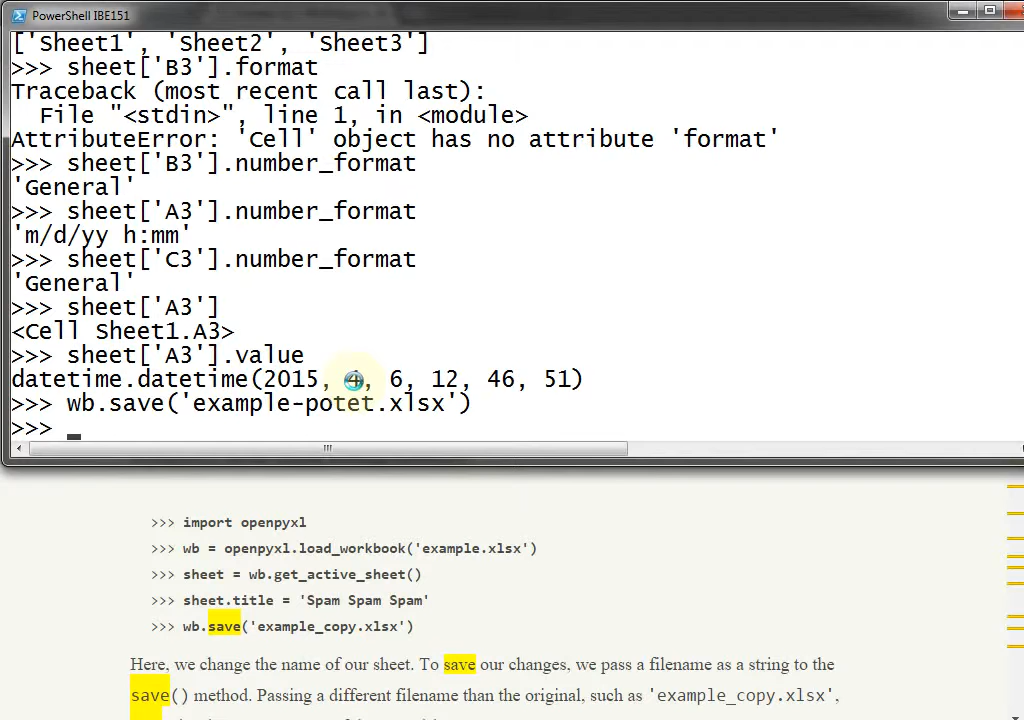 PowerShell IBE151
['Sheet1', 'Sheet2', 'Sheet3']
>>> sheet['B3'].format
Traceback (most recent call last):
  File "<stdin>", line 1, in <module>
AttributeError: 'Cell' object has no attribute 'format'
>>> sheet['B3'].number_format
'General'
>>> sheet['A3'].number_format
'm/d/yy h:mm'
>>> sheet['C3'].number_format
'General'
>>> sheet['A3']
<Cell Sheet1.A3>
>>> sheet['A3'].value
datetime.datetime(2015, 4, 6, 12, 46, 51)
>>> wb.save('example-potet.xlsx')
>>>
>>> import openpyxl
>>> wb = openpyxl.load_workbook('example.xlsx')
>>> sheet = wb.get_active_sheet()
>>> sheet.title = 'Spam Spam Spam'
>>> wb.save('example_copy.xlsx')
Here, we change the name of our sheet. To save our changes, we pass a filename as a string to the
save() method. Passing a different filename than the original, such as 'example_copy.xlsx',